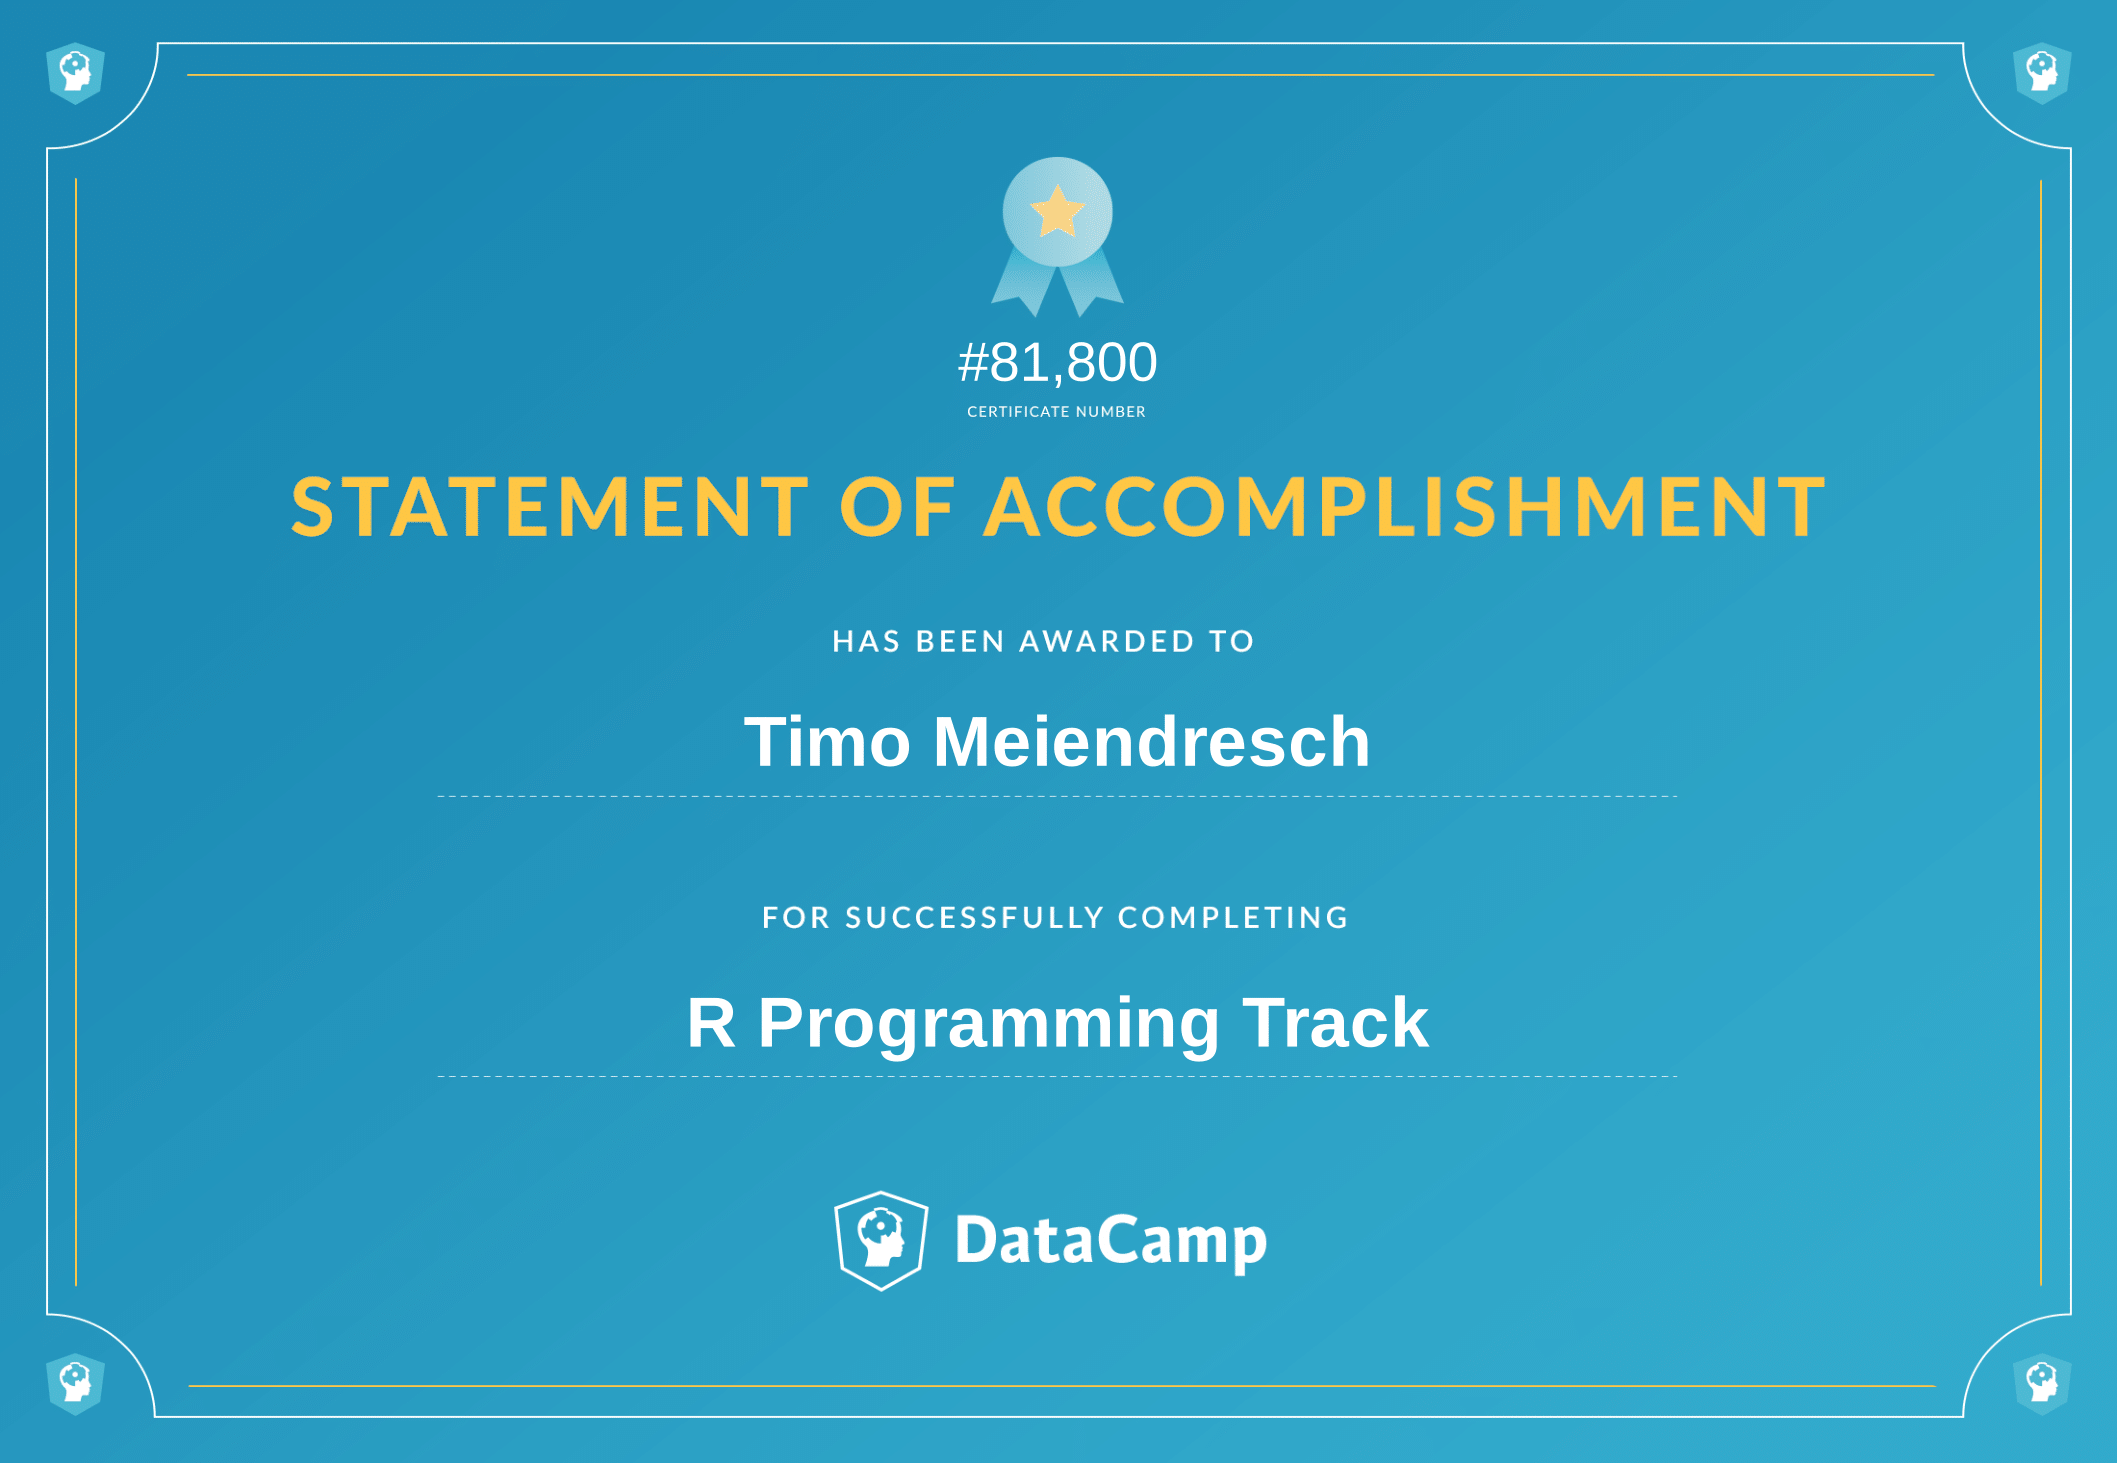 #81,800
CERTIFICATE NUMBER
STATEMENT OF ACCOMPLISHMENT
HAS BEEN AWARDED TO
Timo Meiendresch
FOR SUCCESSFULLY COMPLETING
R Programming Track
DataCamp